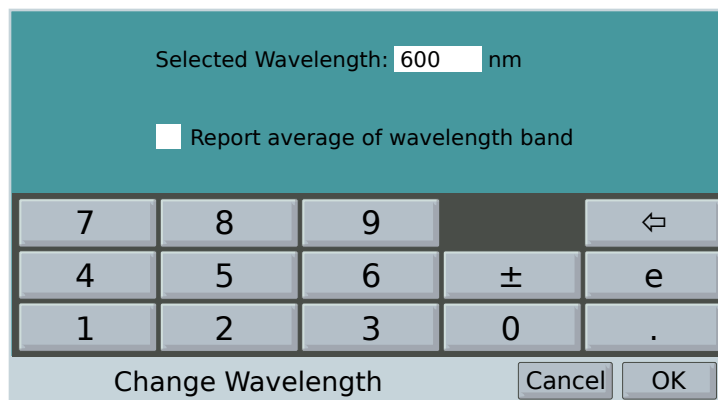 Selected Wavelength: 600 nm
Report average of wavelength band
7 8 9 ⇦
4 5 6 ± e
1 2 3 0 .
Change Wavelength Cancel OK